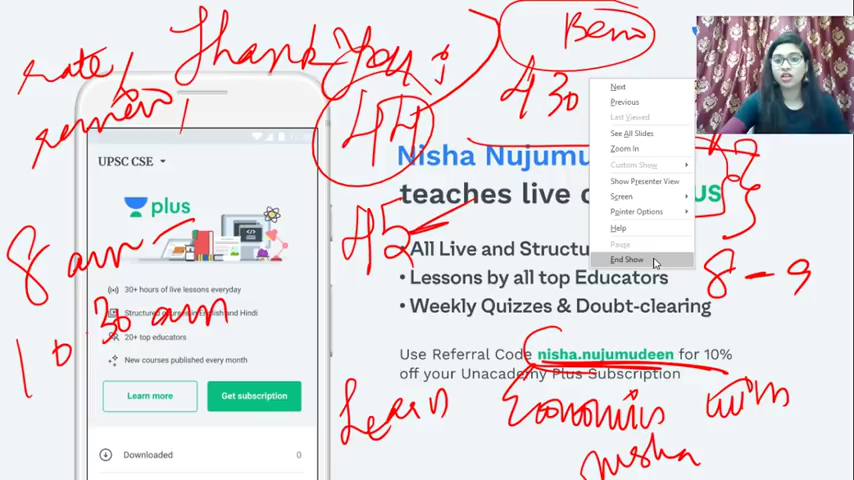 rate, Thank You :
review,
44
Beno
430
45
8 am
10.30 am
8 - 9
Learn Economics with
nisha
UPSC CSE
plus
30+ hours of live lessons everyday
Structured courses in English and Hindi
20+ top educators
New courses published every month
Learn more
Get subscription
Downloaded 0
Nisha Nujumu
teaches live us
• All Live and Structu
• Lessons by all top Educators
• Weekly Quizzes & Doubt-clearing
Use Referral Code nisha.nujumudeen for 10%
off your Unacademy Plus Subscription
Next
Previous
Last Viewed
See All Slides
Zoom In
Custom Show
Show Presenter View
Screen
Pointer Options
Help
Pause
End Show